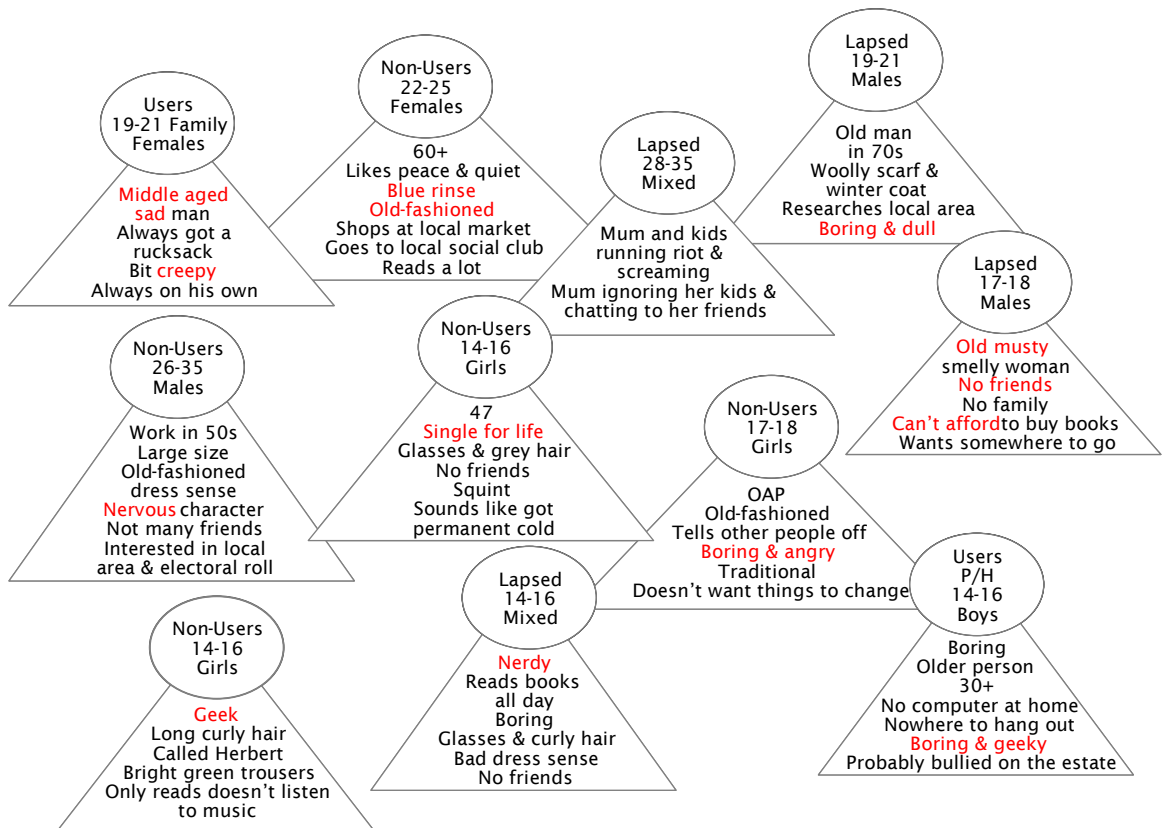 Users
19-21 Family
Females
Middle aged
sad man
Always got a
rucksack
Bit creepy
Always on his own
Non-Users
22-25
Females
60+
Likes peace & quiet
Blue rinse
Old-fashioned
Shops at local market
Goes to local social club
Reads a lot
Lapsed
28-35
Mixed
Mum and kids
running riot &
screaming
Mum ignoring her kids &
chatting to her friends
Lapsed
19-21
Males
Old man
in 70s
Woolly scarf &
winter coat
Researches local area
Boring & dull
Lapsed
17-18
Males
Old musty
smelly woman
No friends
No family
Can't affordto buy books
Wants somewhere to go
Non-Users
26-35
Males
Work in 50s
Large size
Old-fashioned
dress sense
Nervous character
Not many friends
Interested in local
area & electoral roll
Non-Users
14-16
Girls
47
Single for life
Glasses & grey hair
No friends
Squint
Sounds like got
permanent cold
Non-Users
17-18
Girls
OAP
Old-fashioned
Tells other people off
Boring & angry
Traditional
Doesn't want things to change
Non-Users
14-16
Girls
Geek
Long curly hair
Called Herbert
Bright green trousers
Only reads doesn't listen
to music
Lapsed
14-16
Mixed
Nerdy
Reads books
all day
Boring
Glasses & curly hair
Bad dress sense
No friends
Users
P/H
14-16
Boys
Boring
Older person
30+
No computer at home
Nowhere to hang out
Boring & geeky
Probably bullied on the estate